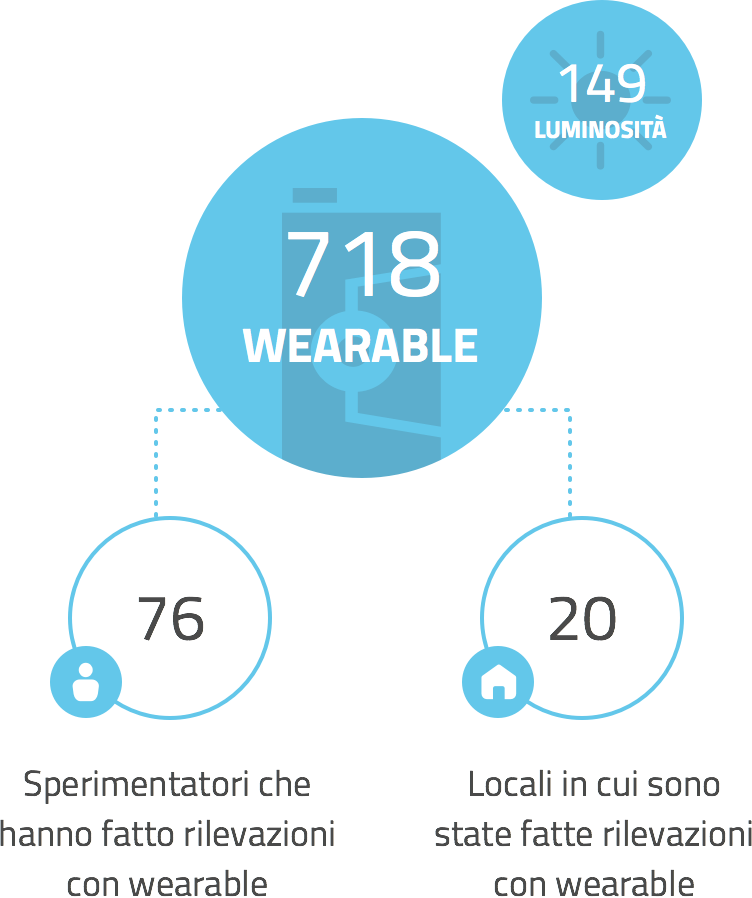 149
LUMINOSITÀ
718
WEARABLE
76
Sperimentatori che
hanno fatto rilevazioni
con wearable
20
Locali in cui sono
state fatte rilevazioni
con wearable